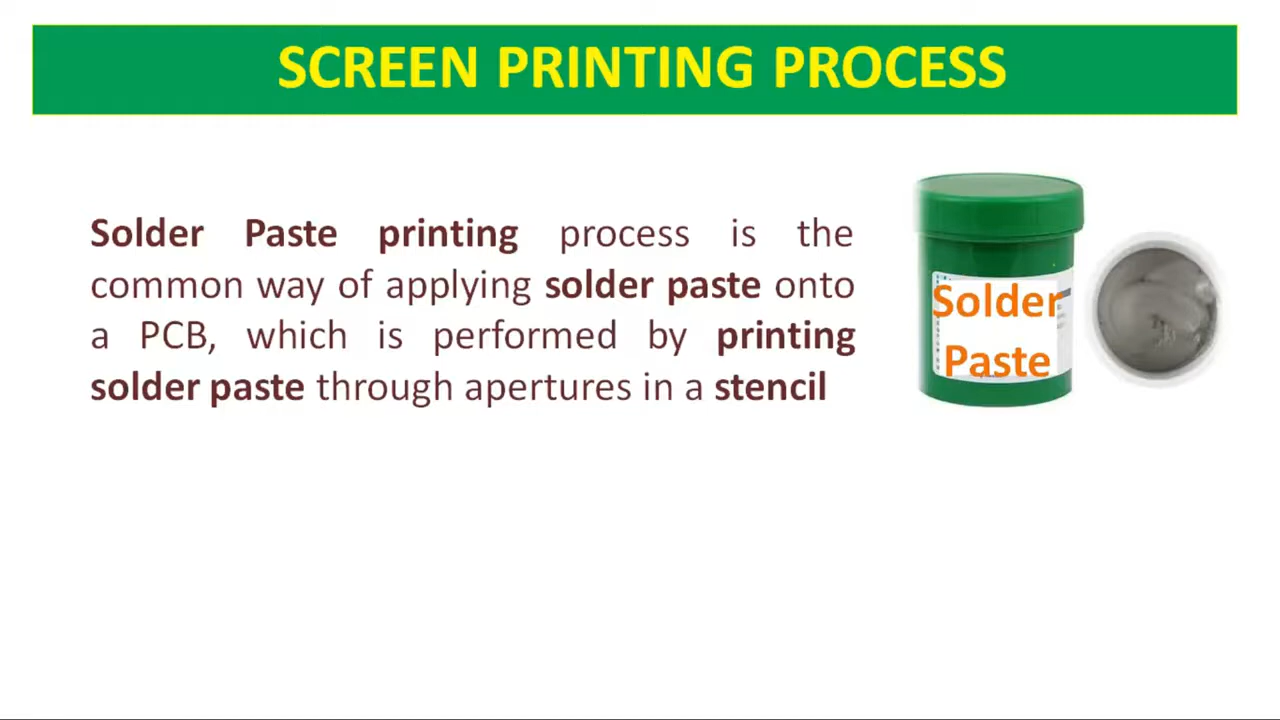 SCREEN PRINTING PROCESS
Solder Paste printing process is the
common way of applying solder paste onto
a PCB, which is performed by printing
solder paste through apertures in a stencil
Solder
Paste